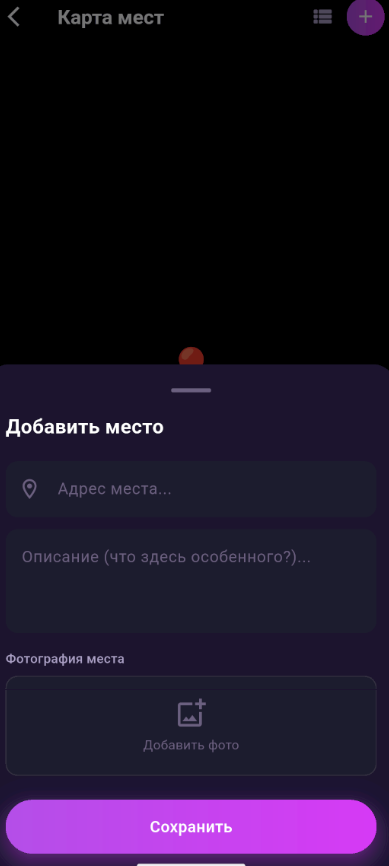 Карта мест
Добавить место
Адрес места...
Описание (что здесь особенного?)...
Фотография места
Добавить фото
Сохранить